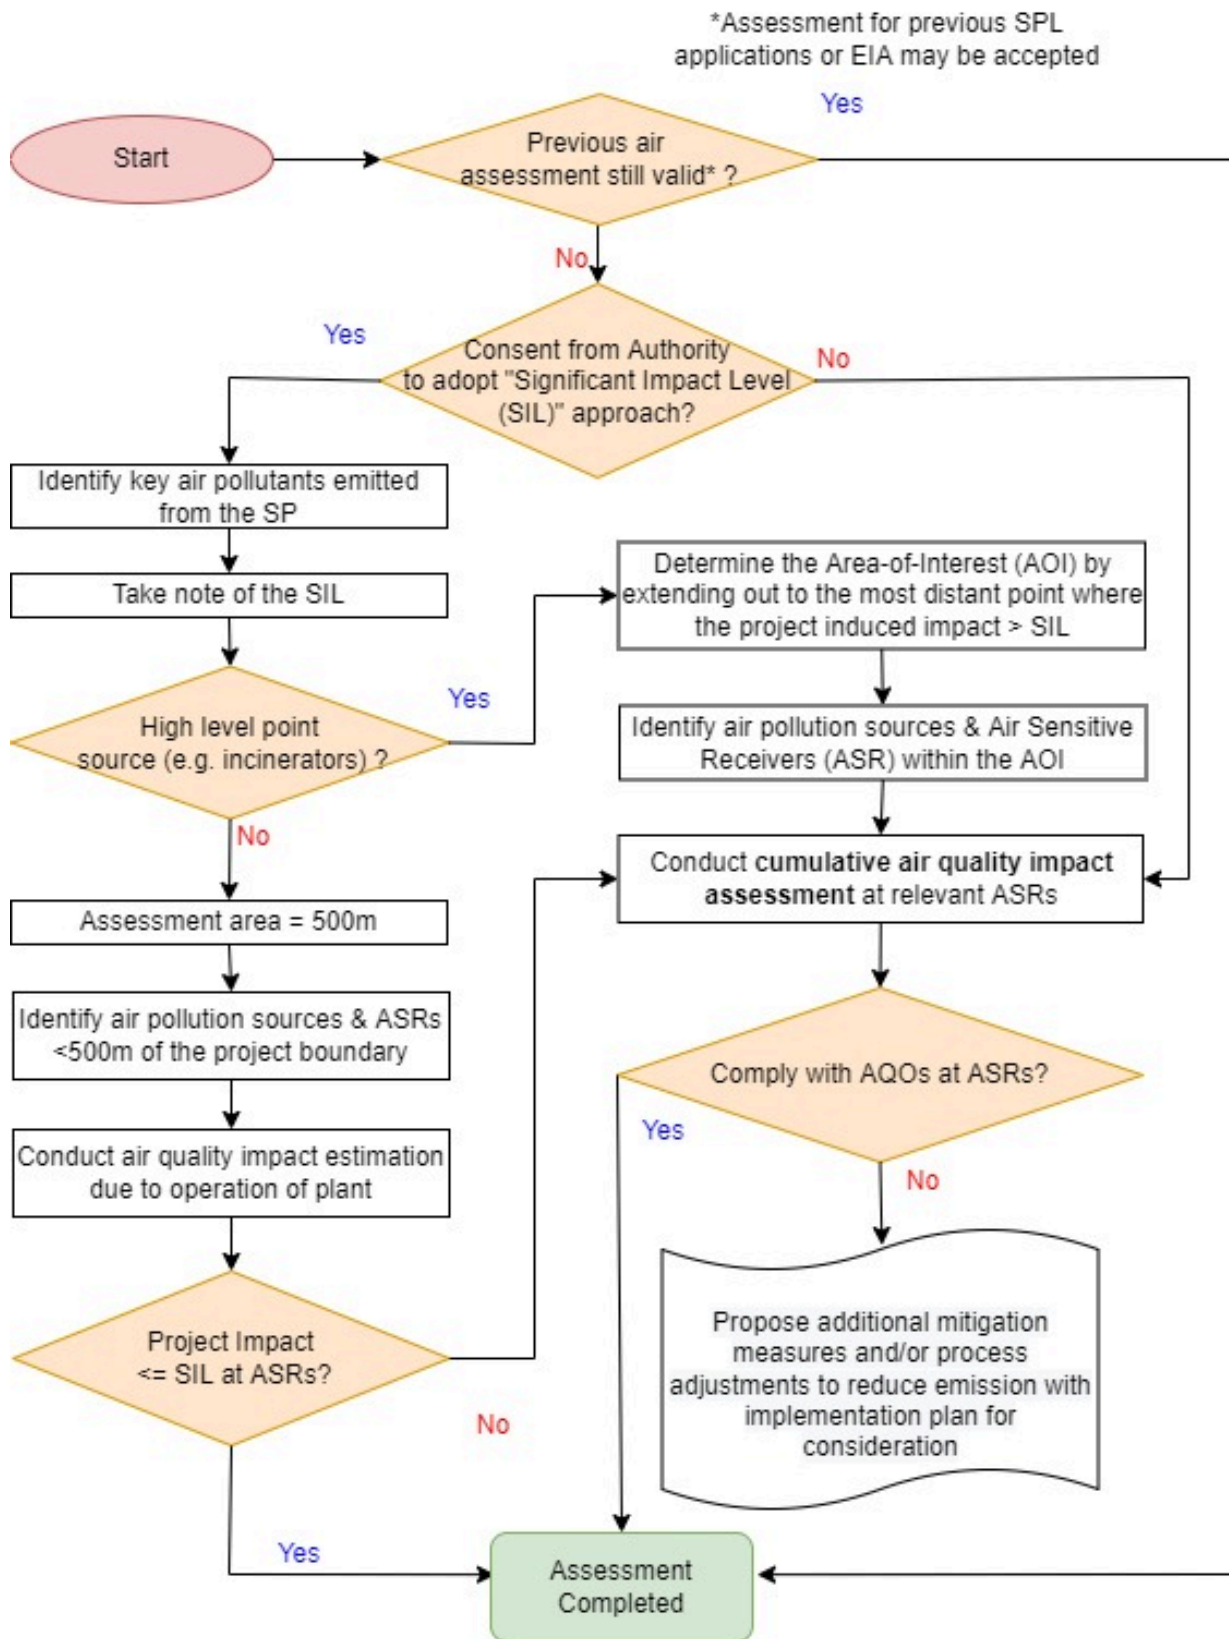 *Assessment for previous SPL
applications or EIA may be accepted
Yes
Start
Previous air
assessment still valid* ?
No
Yes
Consent from Authority
to adopt "Significant Impact Level
(SIL)" approach?
No
Identify key air pollutants emitted
from the SP
Take note of the SIL
High level point
source (e.g. incinerators) ?
Yes
No
Determine the Area-of-Interest (AOI) by
extending out to the most distant point where
the project induced impact > SIL
Identify air pollution sources & Air Sensitive
Receivers (ASR) within the AOI
Conduct cumulative air quality impact
assessment at relevant ASRs
Assessment area = 500m
Identify air pollution sources & ASRs
<500m of the project boundary
Conduct air quality impact estimation
due to operation of plant
Project Impact
<= SIL at ASRs?
No
Yes
Comply with AQOs at ASRs?
Yes
No
Propose additional mitigation
measures and/or process
adjustments to reduce emission with
implementation plan for
consideration
Assessment
Completed